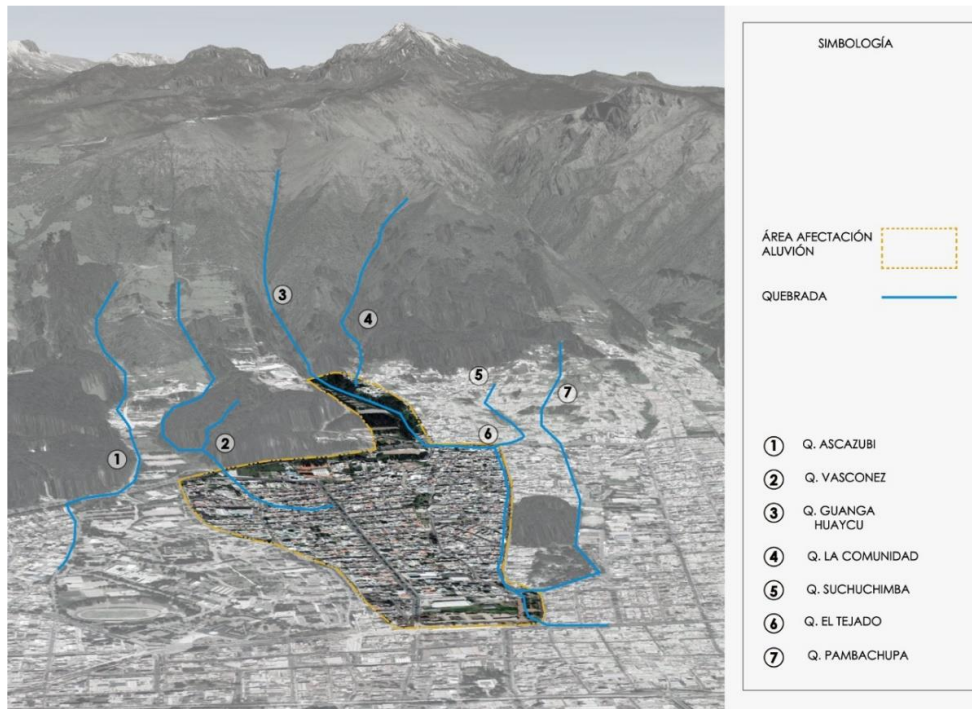 3
4
5
7
6
2
1
SIMBOLOGÍA
ÁREA AFECTACIÓN
ALUVIÓN
QUEBRADA
1 Q. ASCAZUBI
2 Q. VASCONEZ
3 Q. GUANGA
HUAYCU
4 Q. LA COMUNIDAD
5 Q. SUCHUCHIMBA
6 Q. EL TEJADO
7 Q. PAMBACHUPA